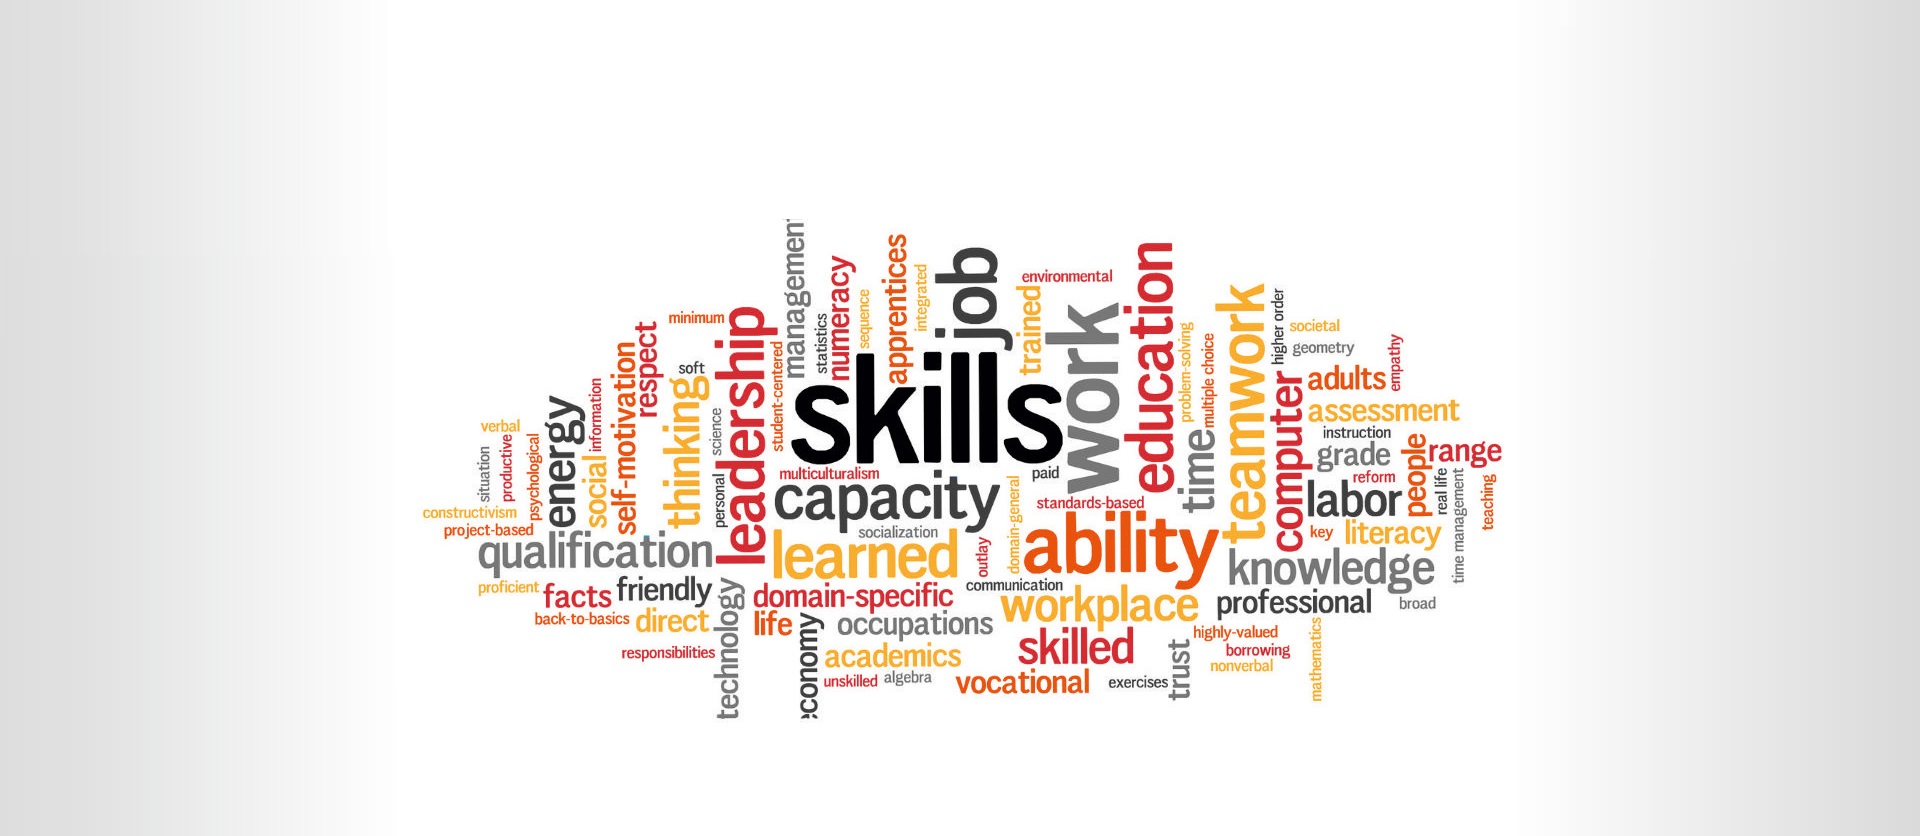 managemen
statistics
numeracy
sequence
apprentices
integrated
job
environmental
trained
work
education
problem-solving
multiple choice
time
teamwork
higher order
societal
geometry
empathy
adults
assessment
computer
instruction
grade
people
range
reform
real life
labor
time management
teaching
key
literacy
minimum
respect
soft
leadership
student-centered
skills
self-motivation
thinking
science
information
energy
social
verbal
situation
productive
psychological
personal
constructivism
project-based
multiculturalism
paid
capacity
standards-based
domain-general
socialization
qualification
learned
outlay
ability
knowledge
proficient
facts
friendly
technology
domain-specific
communication
workplace
professional
broad
back-to-basics
direct
life
conomy
occupations
skilled
highly-valued
mathematics
responsibilities
academics
trust
borrowing
nonverbal
unskilled
algebra
vocational
exercises